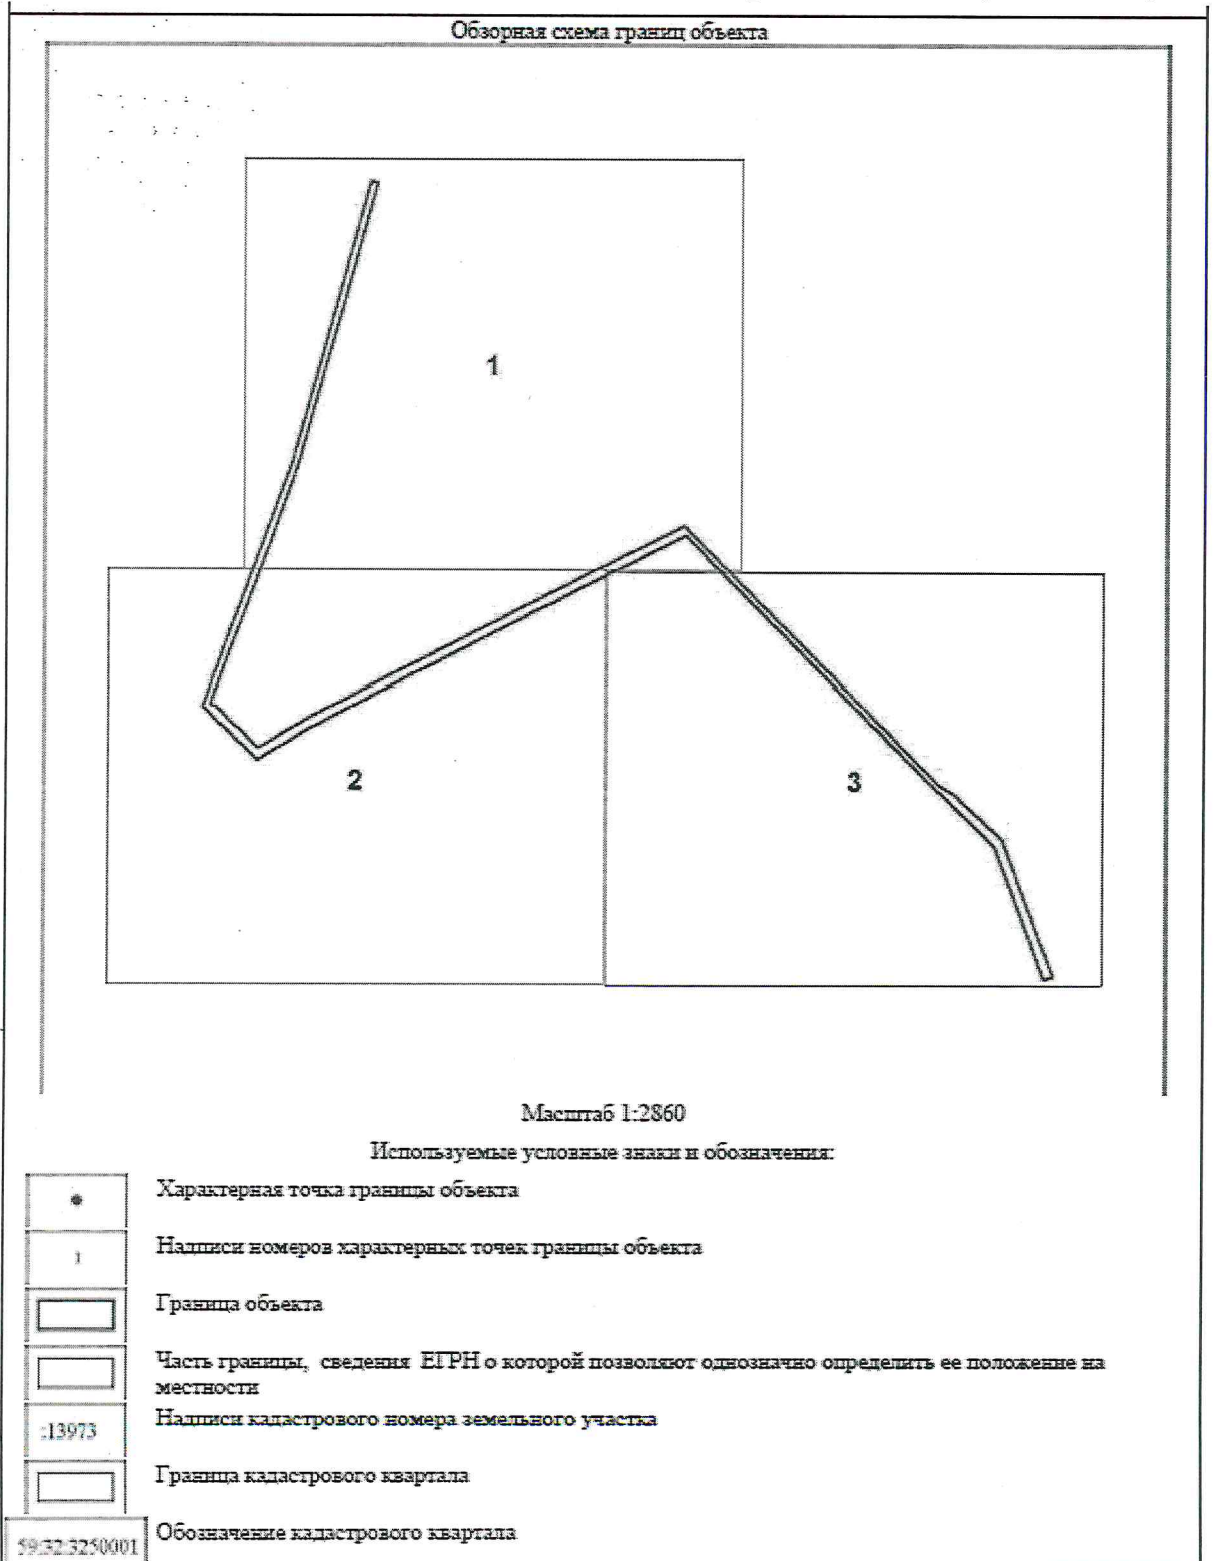 Обзорная схема границ объекта
1
2
3
Масштаб 1:2860
Используемые условные знаки и обозначения:
Характерная точка границы объекта
1
Надписи номеров характерных точек границы объекта
Граница объекта
Часть границы, сведения ЕГРН о которой позволяют однозначно определить ее положение на
местности
:13973
Надписи кадастрового номера земельного участка
Граница кадастрового квартала
59:32:3250001
Обозначение кадастрового квартала